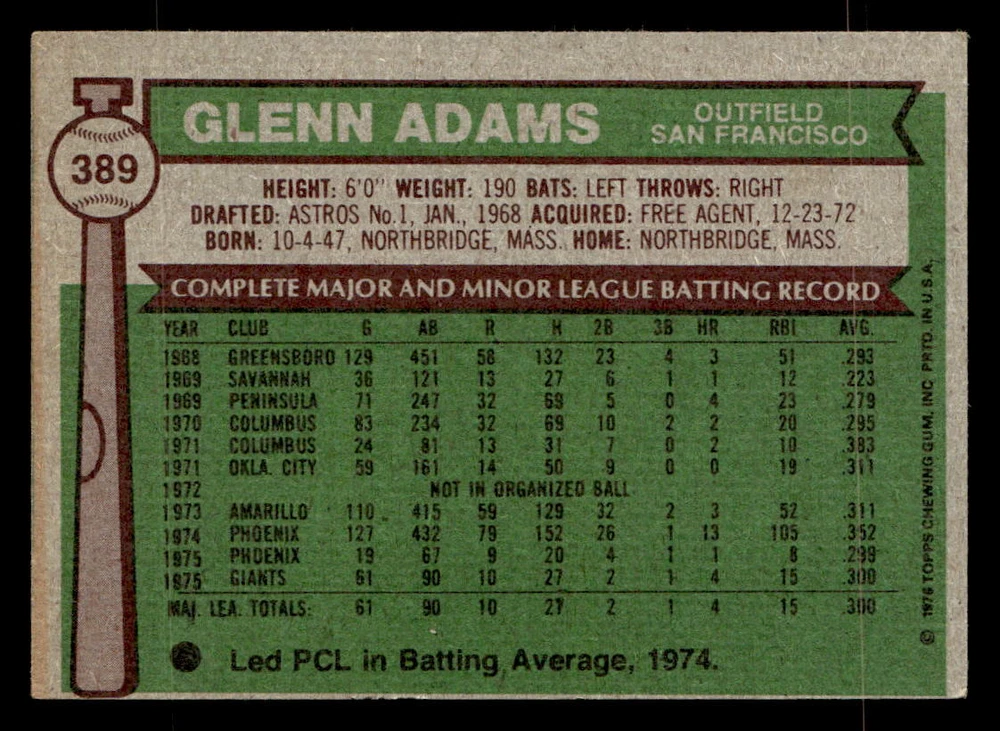 389
GLENN ADAMS
OUTFIELD
SAN FRANCISCO
HEIGHT: 6'0" WEIGHT: 190 BATS: LEFT THROWS: RIGHT
DRAFTED: ASTROS No.1, JAN., 1968 ACQUIRED: FREE AGENT, 12-23-72
BORN: 10-4-47, NORTHBRIDGE, MASS. HOME: NORTHBRIDGE, MASS.
COMPLETE MAJOR AND MINOR LEAGUE BATTING RECORD
YEAR CLUB G AB R H 2B 3B HR RBI AVG.
1968 GREENSBORO 129 451 58 132 23 4 3 51 .293
1969 SAVANNAH 36 121 13 27 6 1 1 12 .223
1969 PENINSULA 71 247 32 69 5 0 4 23 .279
1970 COLUMBUS 83 234 32 69 10 2 2 20 .295
1971 COLUMBUS 24 81 13 31 7 0 2 10 .383
1971 OKLA. CITY 59 161 14 50 9 0 0 19 .311
1972 NOT IN ORGANIZED BALL
1973 AMARILLO 110 415 59 129 32 2 3 52 .311
1974 PHOENIX 127 432 79 152 26 1 13 105 .352
1975 PHOENIX 19 67 9 20 4 1 1 8 .299
1975 GIANTS 61 90 10 27 2 1 4 15 .300
MAJ. LEA. TOTALS: 61 90 10 27 2 1 4 15 .300
Led PCL in Batting Average, 1974.
© 1976 TOPPS CHEWING GUM, INC. PRTD. IN U.S.A.